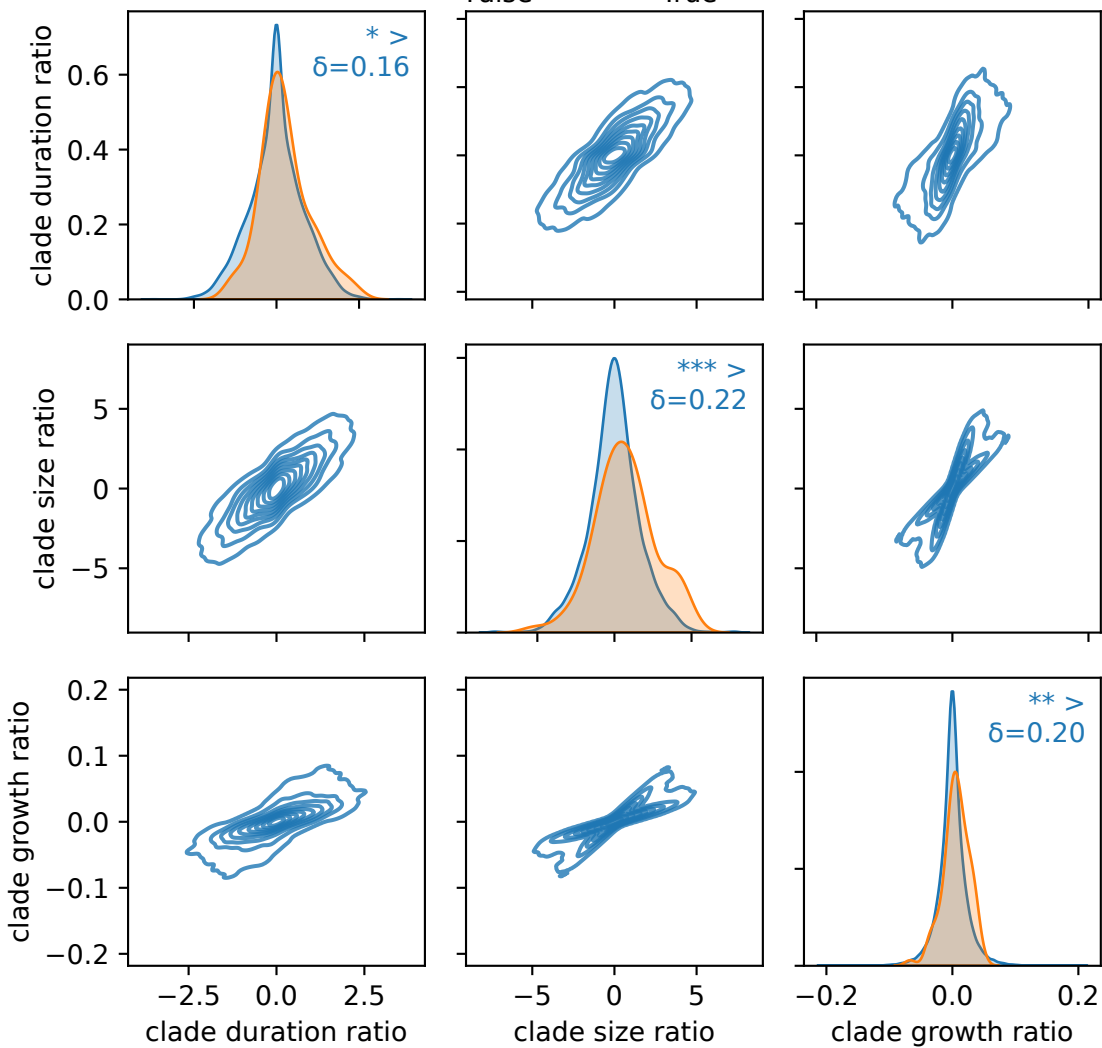 False True
clade duration ratio
0.6
0.4
0.2
0.0
* >
δ=0.16
clade size ratio
5
0
−5
*** >
δ=0.22
clade growth ratio
0.2
0.1
0.0
−0.1
−0.2
** >
δ=0.20
−2.5 0.0 2.5
−5 0 5
−0.2 0.0 0.2
clade duration ratio
clade size ratio
clade growth ratio